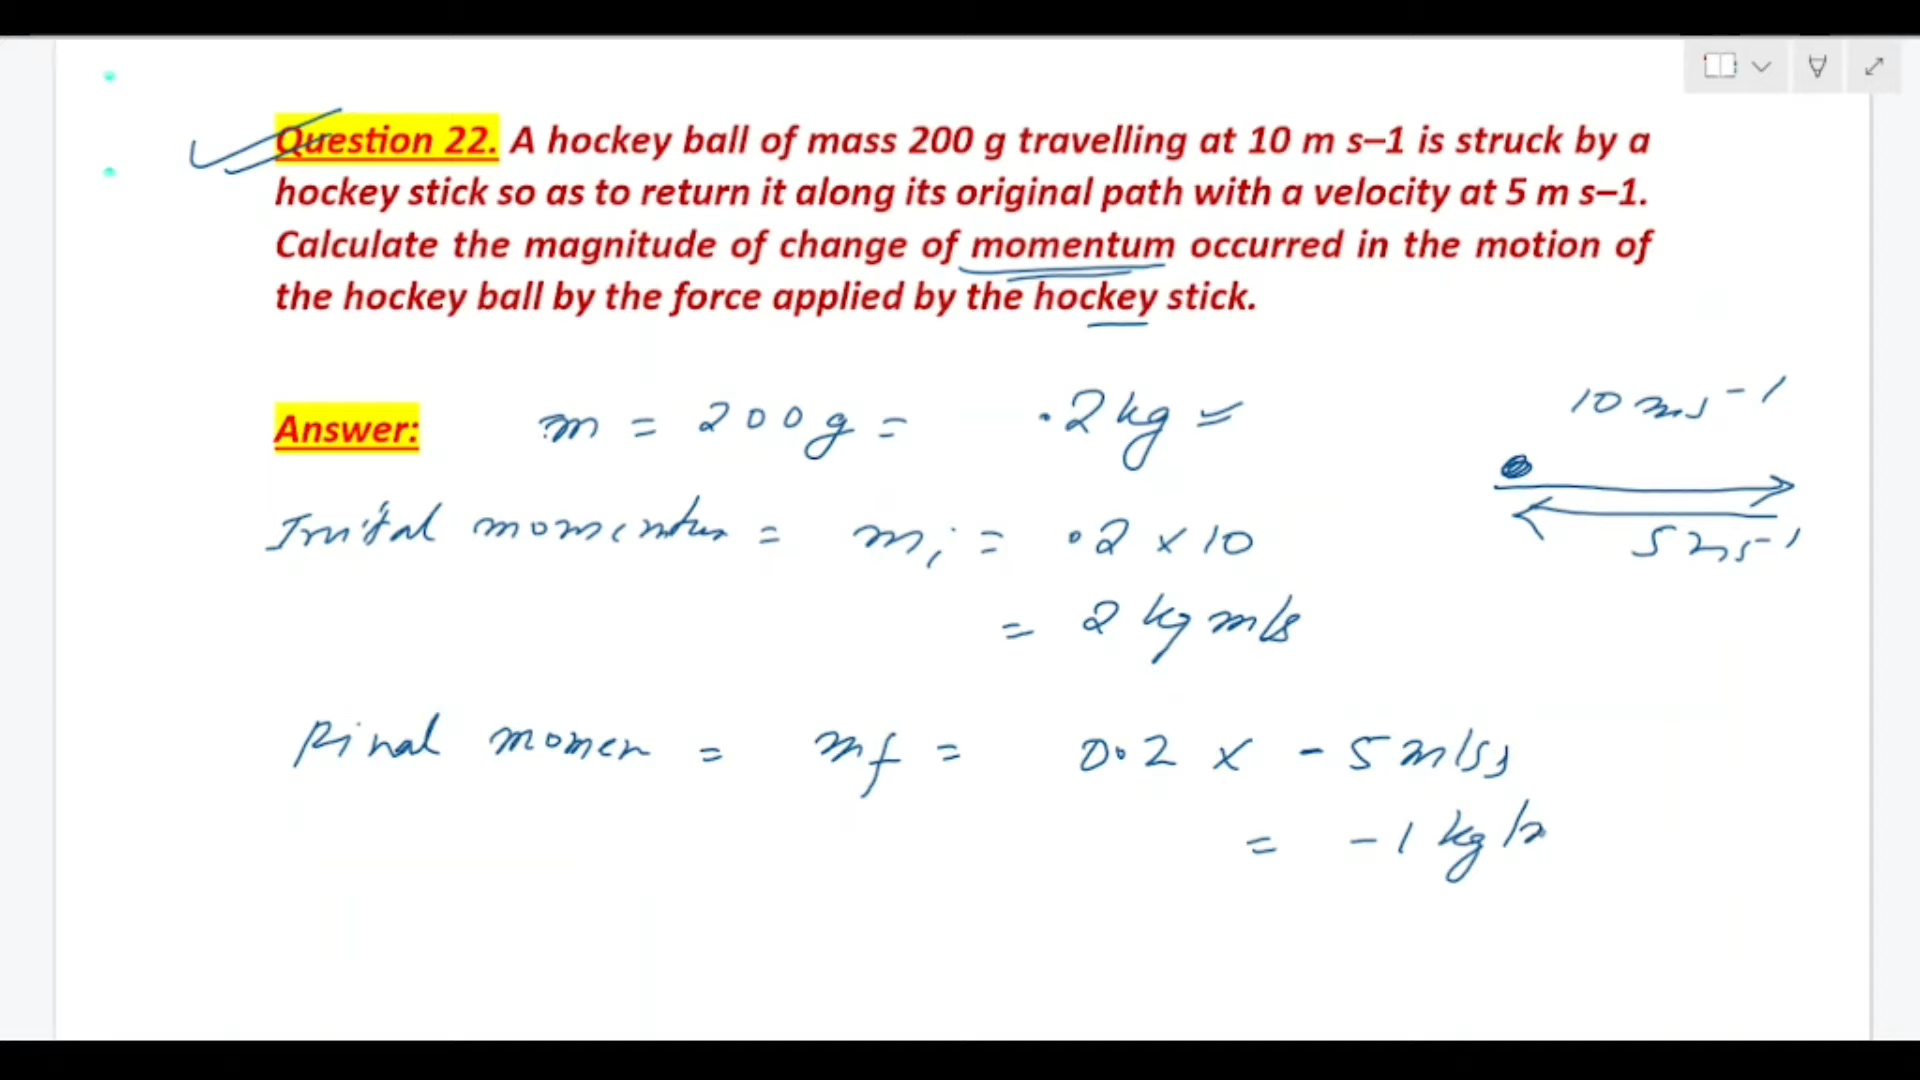 Question 22. A hockey ball of mass 200 g travelling at 10 m s–1 is struck by a
hockey stick so as to return it along its original path with a velocity at 5 m s–1.
Calculate the magnitude of change of momentum occurred in the motion of
the hockey ball by the force applied by the hockey stick.
10 ms-1
Answer: m = 200g = .2kg =
5 ms-1
Initial momentum = mi = .2 x 10
= 2 kg m/s
Final momen = mf = 0.2 x - 5 m/s
= -1 kg